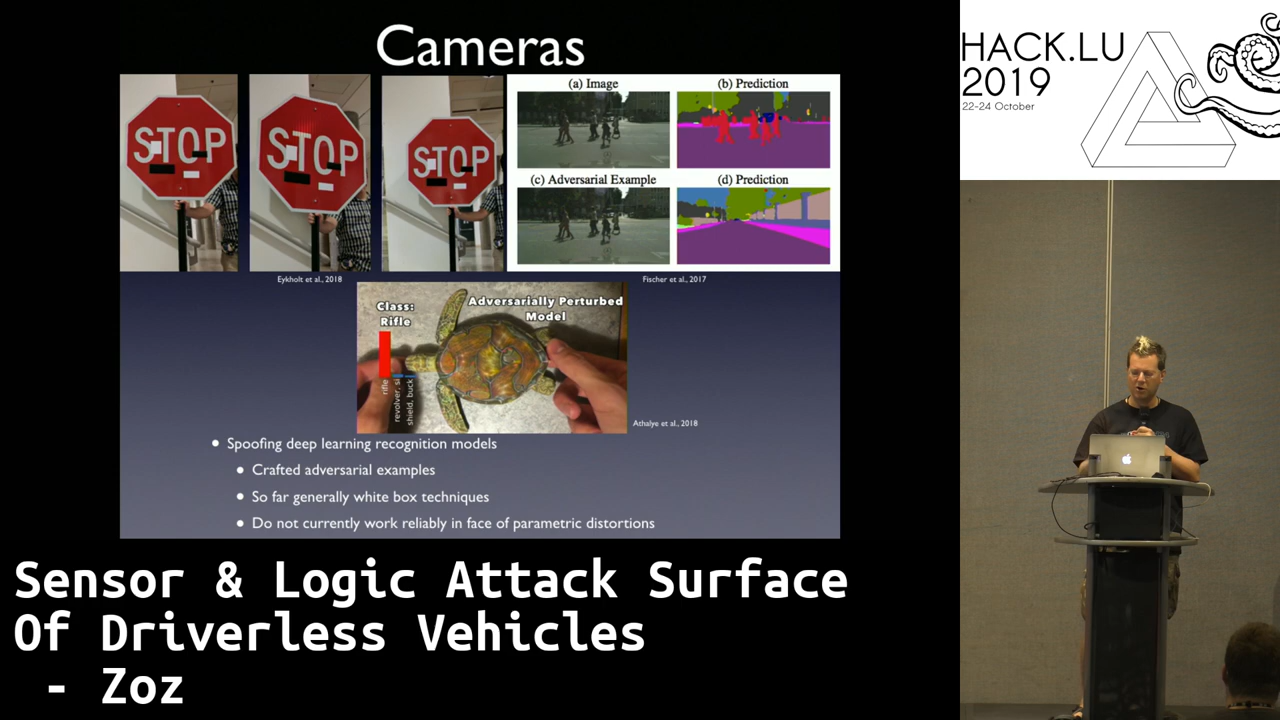 Cameras
STOP
STOP
STOP
(a) Image
(b) Prediction
(c) Adversarial Example
(d) Prediction
Eykholt et al., 2018
Fischer et al., 2017
Class:
Rifle
Adversarially Perturbed
Model
rifle
revolver, si
shield, buck
Athalye et al., 2018
• Spoofing deep learning recognition models
• Crafted adversarial examples
• So far generally white box techniques
• Do not currently work reliably in face of parametric distortions
HACK.LU
2019
22-24 October
Sensor & Logic Attack Surface
Of Driverless Vehicles
- Zoz